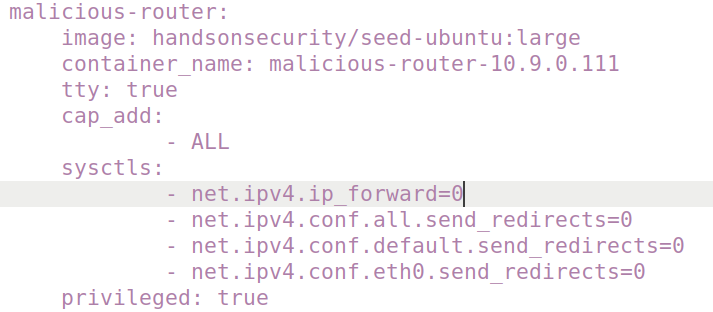 malicious-router:
image: handsonsecurity/seed-ubuntu:large
container_name: malicious-router-10.9.0.111
tty: true
cap_add:
- ALL
sysctls:
- net.ipv4.ip_forward=0
- net.ipv4.conf.all.send_redirects=0
- net.ipv4.conf.default.send_redirects=0
- net.ipv4.conf.eth0.send_redirects=0
privileged: true